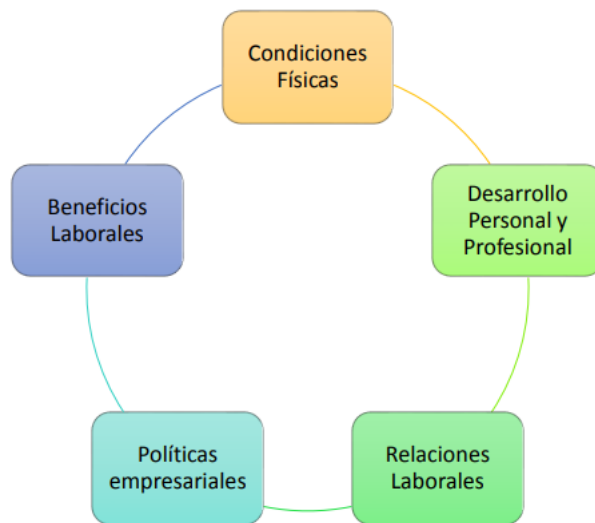 Condiciones
Físicas
Desarrollo
Personal y
Profesional
Relaciones
Laborales
Políticas
empresariales
Beneficios
Laborales